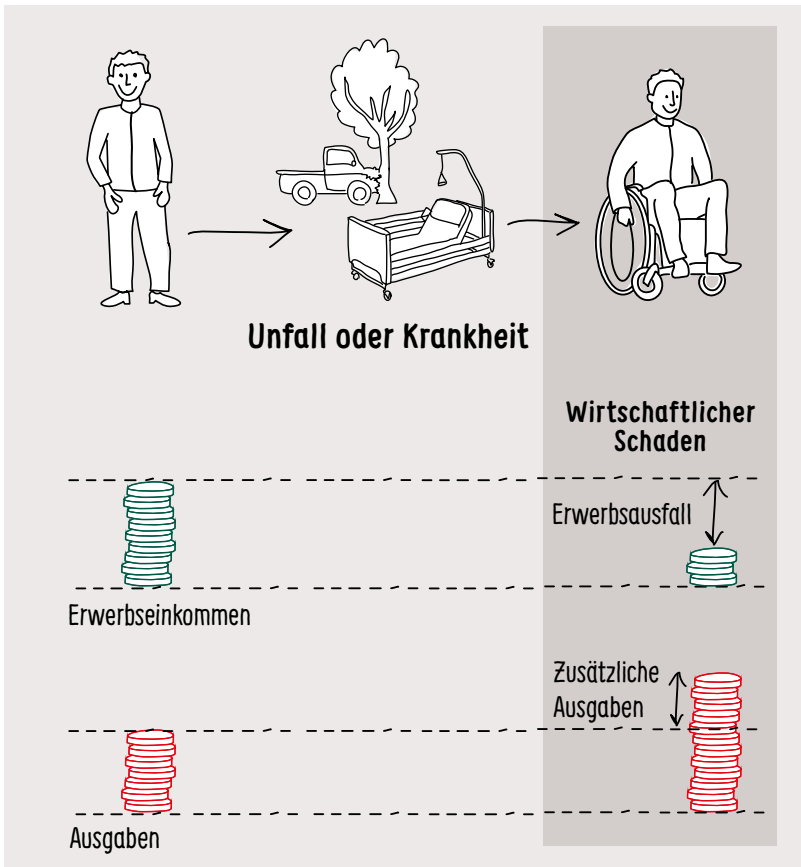 Unfall oder Krankheit
Wirtschaftlicher
Schaden
Erwerbsausfall
Erwerbseinkommen
Zusätzliche
Ausgaben
Ausgaben